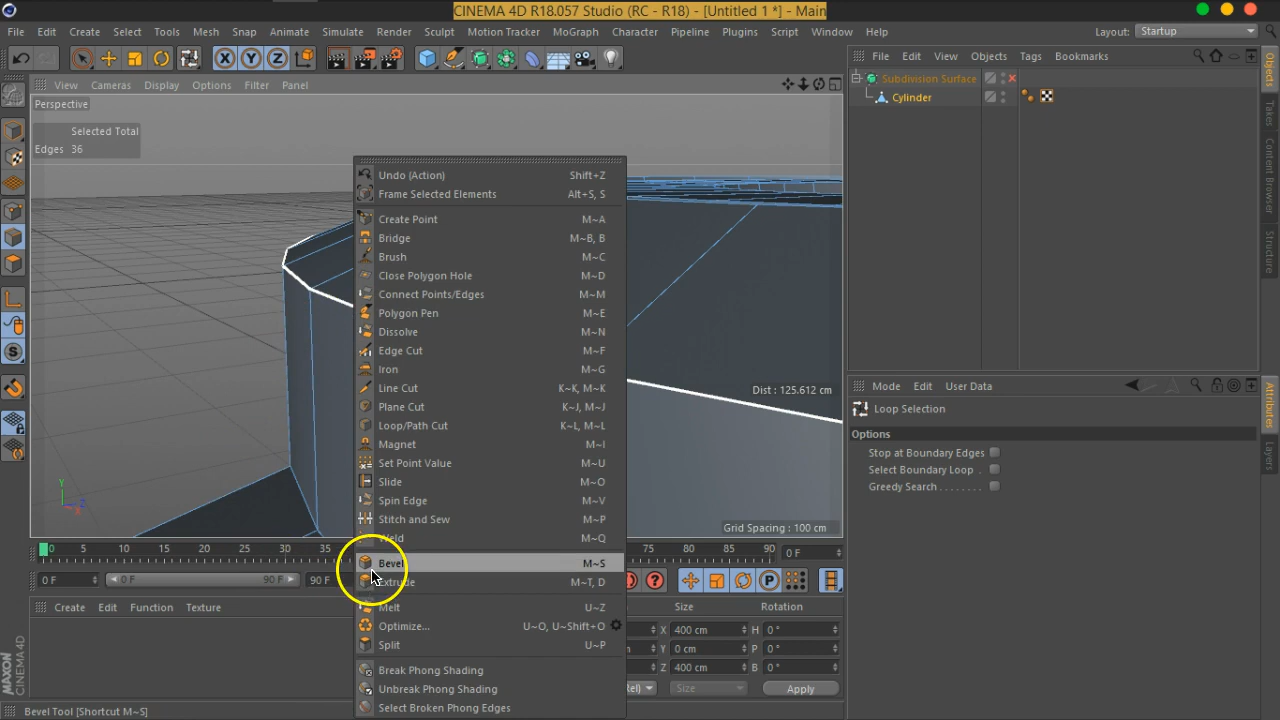 CINEMA 4D R18.057 Studio (RC - R18) - [Untitled 1 *] - Main
File Edit Create Select Tools Mesh Snap Animate Simulate Render Sculpt Motion Tracker MoGraph Character Pipeline Plugins Script Window Help Layout: Startup
X Y Z
File Edit View Objects Tags Bookmarks
View Cameras Display Options Filter Panel
Subdivision Surface
Cylinder
Perspective
Selected Total
Edges 36
Undo (Action) Shift+Z
Frame Selected Elements Alt+S, S
Create Point M~A
Bridge M~B, B
Brush M~C
Close Polygon Hole M~D
Connect Points/Edges M~M
Polygon Pen M~E
Dissolve M~N
Edge Cut M~F
Iron M~G
Line Cut K~K, M~K
Plane Cut K~J, M~J
Loop/Path Cut K~L, M~L
Magnet M~I
Set Point Value M~U
Slide M~O
Spin Edge M~V
Stitch and Sew M~P
Weld M~Q
Bevel M~S
Extrude M~T, D
Melt U~Z
Optimize... U~O, U~Shift+O
Split U~P
Break Phong Shading
Unbreak Phong Shading
Select Broken Phong Edges
Dist : 125.612 cm
Grid Spacing : 100 cm
Y
Z
Mode Edit User Data
Loop Selection
Options
Stop at Boundary Edges
Select Boundary Loop .
Greedy Search . . . . . . . .
Objects
Takes
Content Browser
Structure
Attributes
Layers
0 5 10 15 20 25 30 35 75 80 85 90 0 F
0 F 0 F 90 F 90 F
P
Create Edit Function Texture
Size Rotation
X 400 cm H 0 °
Y 0 cm P 0 °
Z 400 cm B 0 °
Size Apply
MAXON
CINEMA 4D
Bevel Tool [Shortcut M~S]